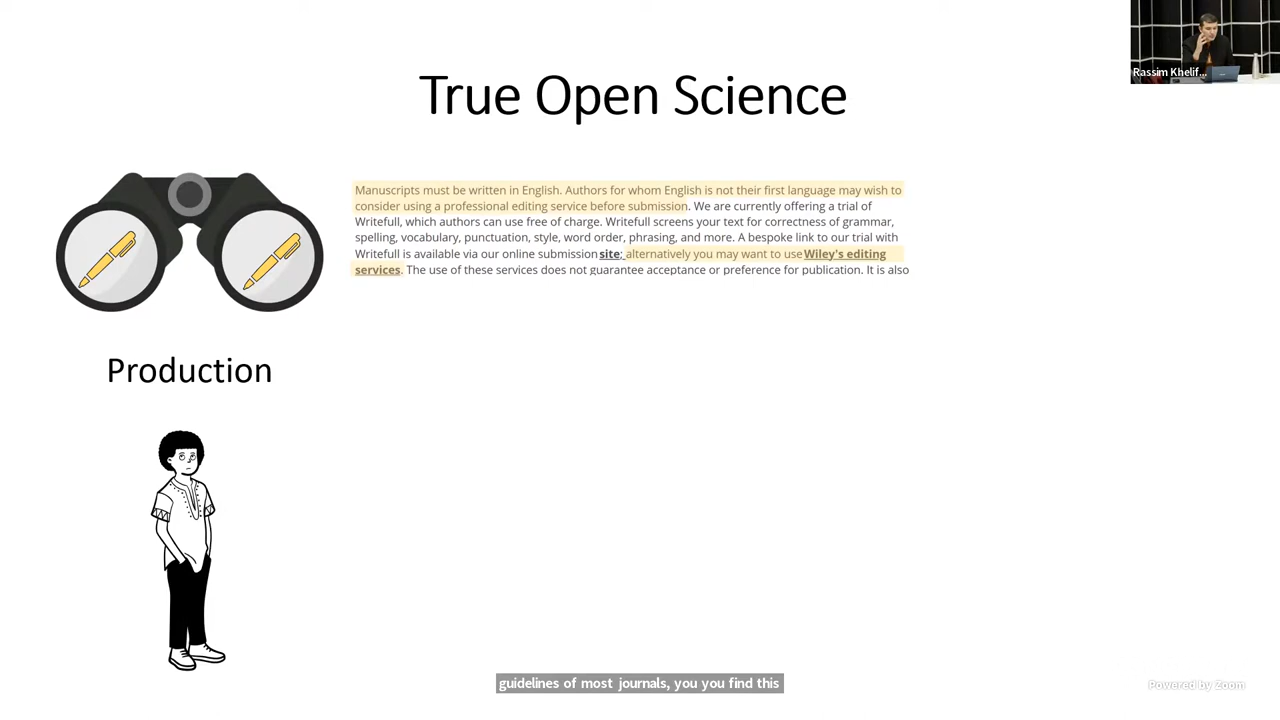 Rassim Khelif...
True Open Science
Manuscripts must be written in English. Authors for whom English is not their first language may wish to
consider using a professional editing service before submission. We are currently offering a trial of
Writefull, which authors can use free of charge. Writefull screens your text for correctness of grammar,
spelling, vocabulary, punctuation, style, word order, phrasing, and more. A bespoke link to our trial with
Writefull is available via our online submission site; alternatively you may want to use Wiley's editing
services. The use of these services does not guarantee acceptance or preference for publication. It is also
Production
guidelines of most journals, you you find this
Powered by Zoom